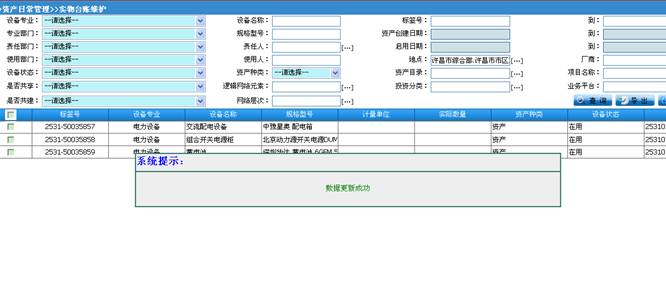 >资产日常管理>>实物台账维护
设备专业： --请选择-- 设备名称： 标签号： 到：
专业部门： --请选择-- 规格型号： 资产创建日期： 到：
责任部门： --请选择-- 责任人： [...] 启用日期： 到：
使用部门： --请选择-- 使用人： 地点： 许昌市综合部.许昌市市区. [...] 厂商：
设备状态： --请选择-- 资产种类： --请选择-- 资产目录： [...] 项目名称：
是否共享： --请选择-- 逻辑网络元素： [...] 投资分类： [...] 业务平台：
是否维护： --请选择-- 网络层次： [...] 查 询 导 出
标签号 设备专业 设备名称 规格型号 计量单位 实际数量 资产种类 设备状态
2531-50035857 电力设备 交流配电设备 中豫星奥 配电箱 资产 在用 25310
2531-50035858 电力设备 组合开关电源柜 北京动力源开关电源DUM 资产 在用 25310
2531-50035859 电力设备 蓄电池 资产 在用 25310
系统提示：
数据更新成功